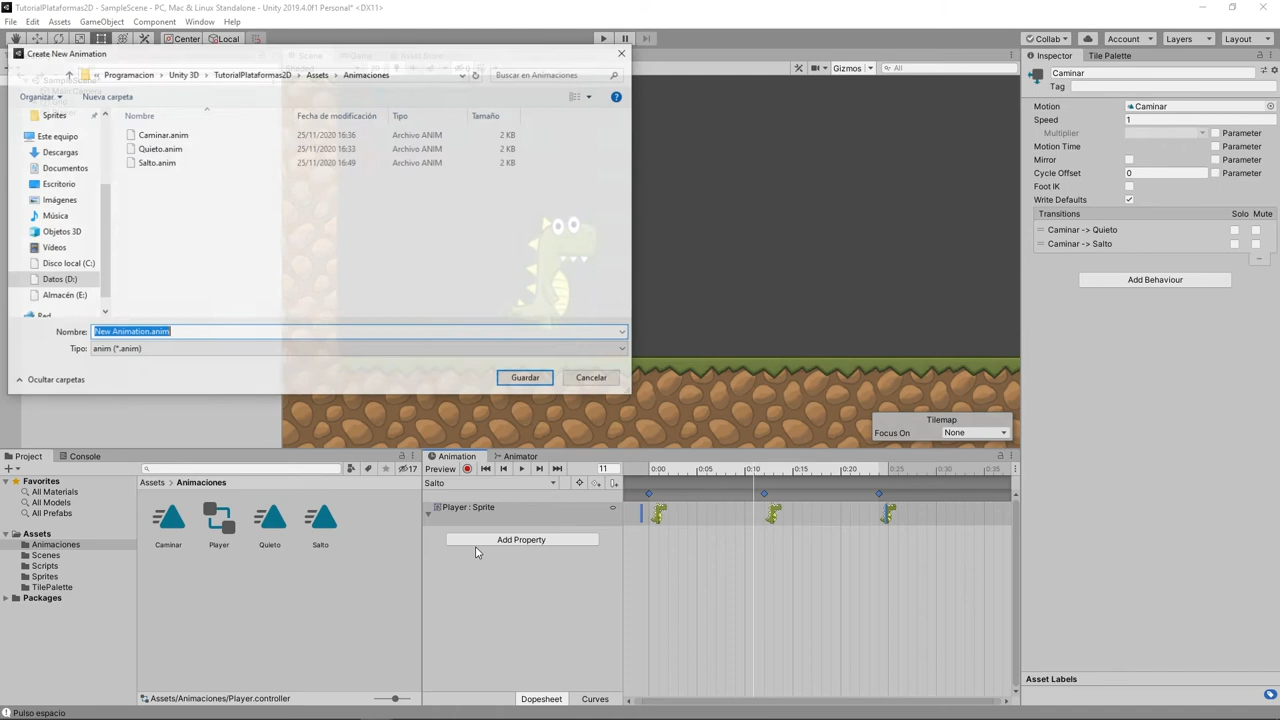 TutorialPlataformas2D - SampleScene - PC, Mac & Linux Standalone - Unity 2019.4.0f1 Personal* <DX11>
File Edit Assets GameObject Component Window Help
Center Local
Collab Account Layers Layout
Create New Animation
« Programacion Unity 3D TutorialPlataformas2D Assets Animaciones
Buscar en Animaciones
Organizar Nueva carpeta
Gizmos All
Nombre Fecha de modificación Tipo Tamaño
Sprites
Este equipo
Descargas
Documentos
Escritorio
Imágenes
Música
Objetos 3D
Vídeos
Disco local (C:)
Datos (D:)
Almacén (E:)
Red
Caminar.anim 25/11/2020 16:36 Archivo ANIM 2 KB
Quieto.anim 25/11/2020 16:33 Archivo ANIM 2 KB
Salto.anim 25/11/2020 16:49 Archivo ANIM 2 KB
Nombre: New Animation.anim
Tipo: anim (*.anim)
Ocultar carpetas
Guardar Cancelar
Tilemap
Focus On None
Inspector Tile Palette
Caminar
Tag
Motion Caminar
Speed 1
Multiplier Parameter
Motion Time Parameter
Mirror Parameter
Cycle Offset 0 Parameter
Foot IK
Write Defaults
Transitions Solo Mute
Caminar -> Quieto
Caminar -> Salto
Add Behaviour
Asset Labels
Project Console
17
Favorites
All Materials
All Models
All Prefabs
Assets
Animaciones
Scenes
Scripts
Sprites
TilePalette
Packages
Assets Animaciones
Caminar Player Quieto Salto
Assets/Animaciones/Player.controller
Animation Animator
Preview 11
0:00 0:05 0:10 0:15 0:20 0:25 0:30 0:35
Salto
Player : Sprite
Add Property
Dopesheet Curves
Pulso espacio